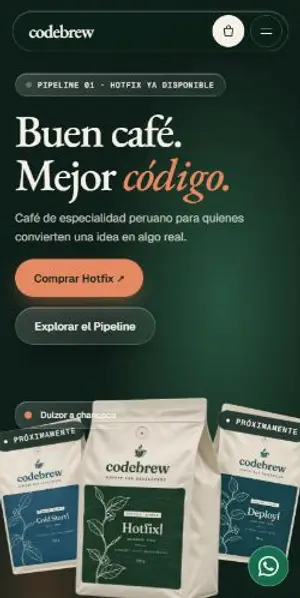 codebrew
PIPELINE 01 · HOTFIX YA DISPONIBLE
Buen café.
Mejor código.
Café de especialidad peruano para quienes
convierten una idea en algo real.
Comprar Hotfix ↗
Explorar el Pipeline
Dulzor a chancaca
PRÓXIMAMENTE
codebrew
Cold Start
codebrew
Hotfix
PRÓXIMAMENTE
codebrew
Deploy